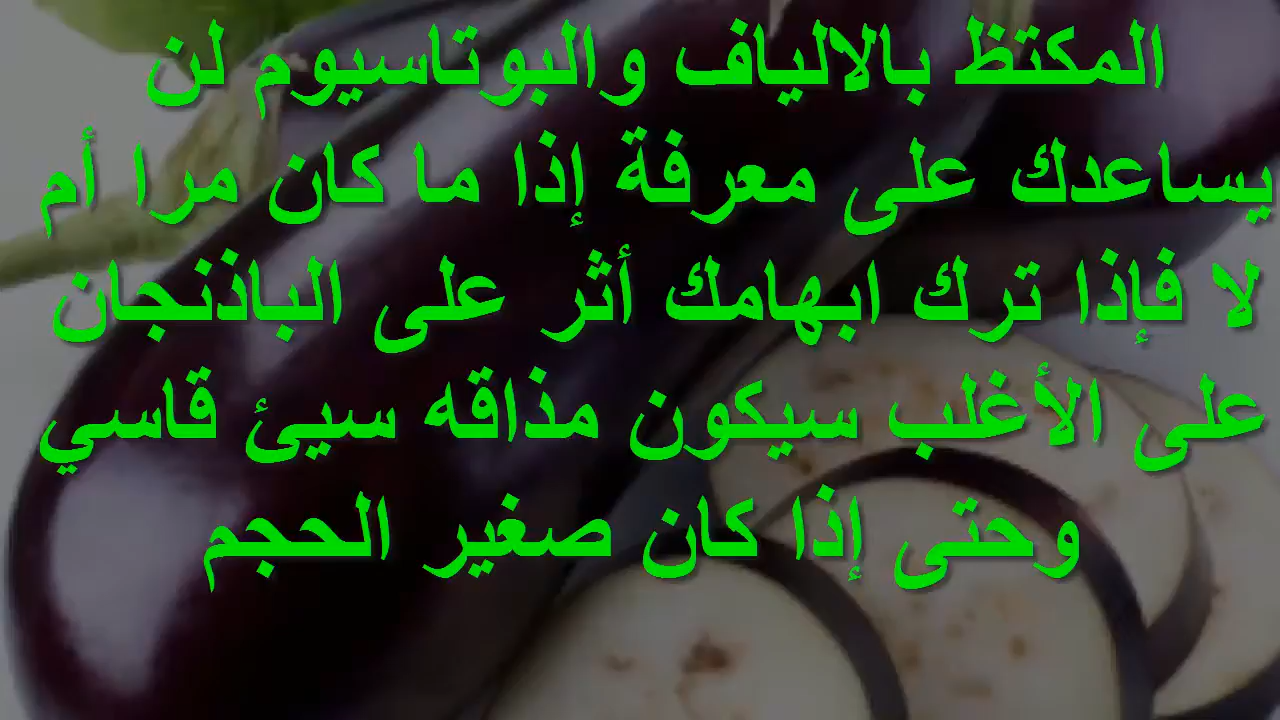 المكتظ بالالياف والبوتاسيوم لن
يساعدك على معرفة إذا ما كان مرا أم
لا فإذا ترك ابهامك أثر على الباذنجان
على الأغلب سيكون مذاقه سيئ قاسي
وحتى إذا كان صغير الحجم